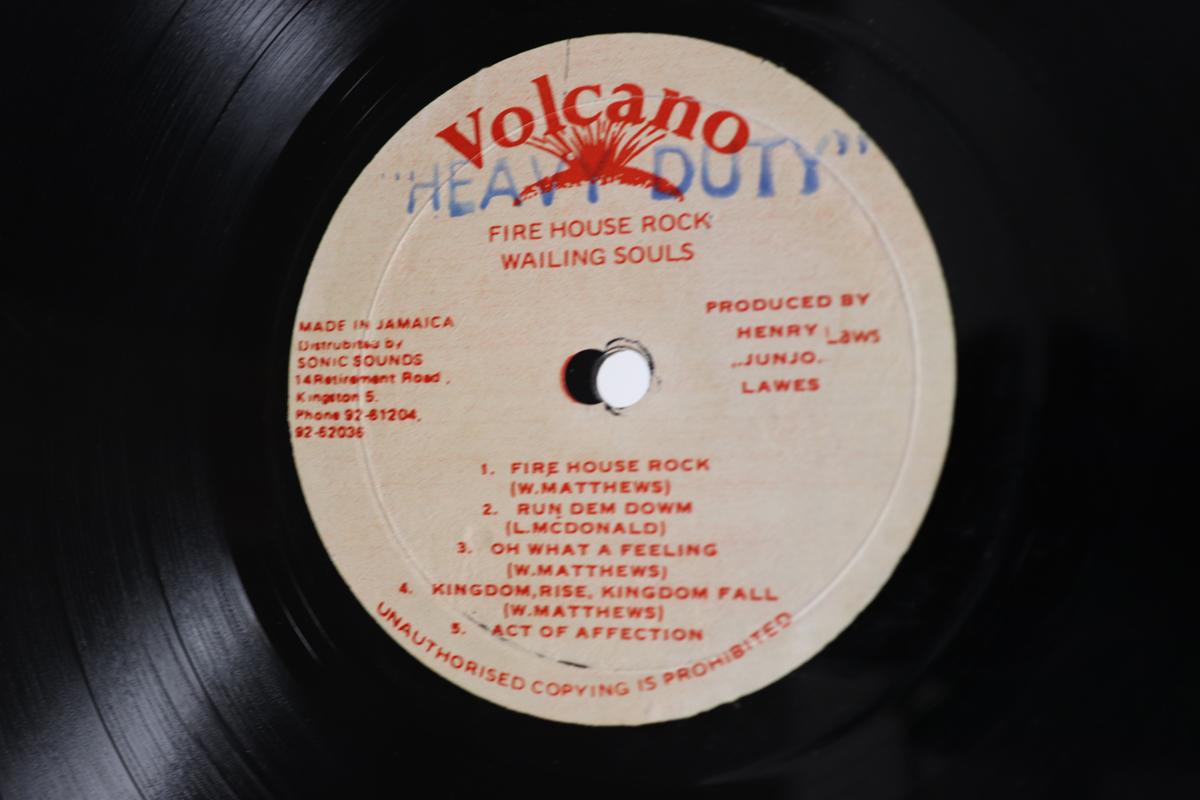 Volcano
"HEAVY DUTY"
FIRE HOUSE ROCK
WAILING SOULS
MADE IN JAMAICA
Distrubited by
SONIC SOUNDS
14 Retirement Road,
Kingston 5.
Phone 92-61204,
92-62036
PRODUCED BY
HENRY Laws
„JUNJO„
LAWES
1. FIRE HOUSE ROCK
(W.MATTHEWS)
2. RUN DEM DOWM
(L.MCDONALD)
3. OH WHAT A FEELING
(W.MATTHEWS)
4. KINGDOM, RISE, KINGDOM FALL
(W.MATTHEWS)
5. ACT OF AFFECTION
UNAUTHORISED COPYING IS PROHIBITED